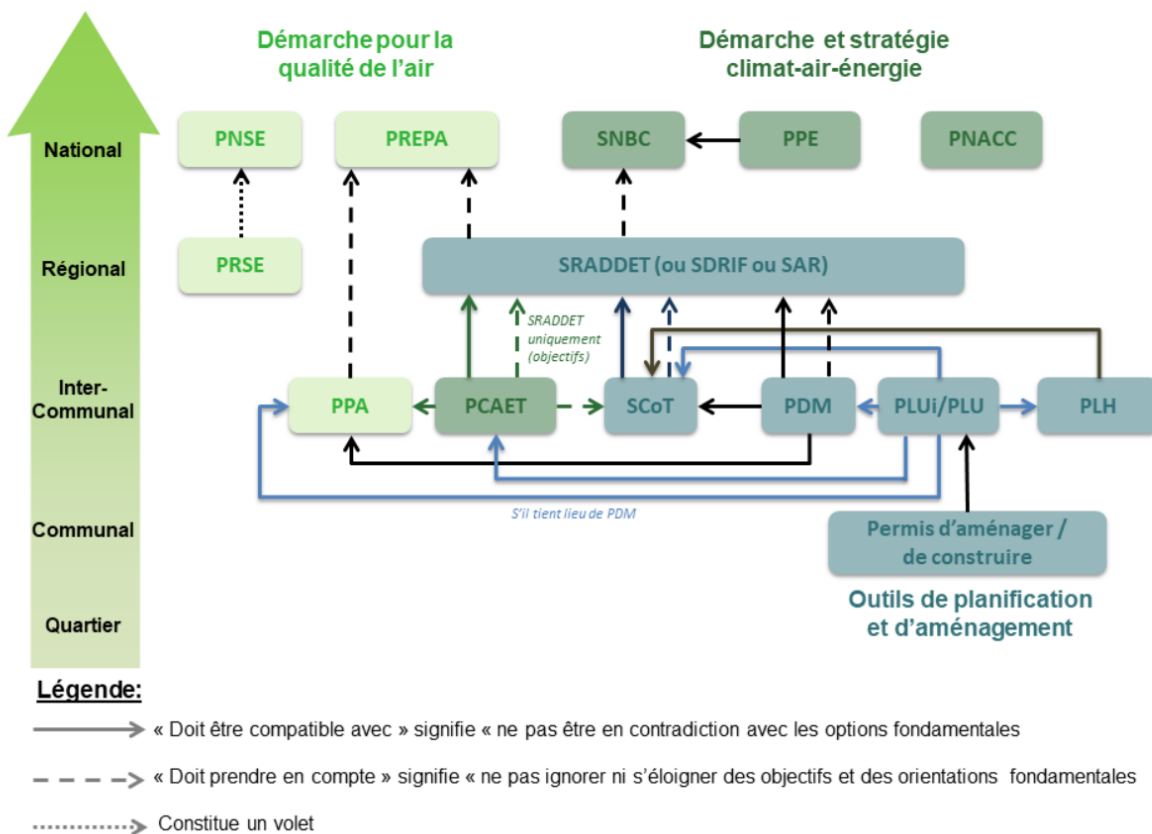 Démarche pour la
qualité de l'air
Démarche et stratégie
climat-air-énergie
National
PNSE
PREPA
SNBC
PPE
PNACC
Régional
PRSE
SRADDET (ou SDRIF ou SAR)
SRADDET
uniquement
(objectifs)
Inter-
Communal
PPA
PCAET
SCoT
PDM
PLUi/PLU
PLH
S'il tient lieu de PDM
Communal
Permis d'aménager /
de construire
Quartier
Outils de planification
et d'aménagement
Légende:
« Doit être compatible avec » signifie « ne pas être en contradiction avec les options fondamentales
« Doit prendre en compte » signifie « ne pas ignorer ni s'éloigner des objectifs et des orientations fondamentales
Constitue un volet